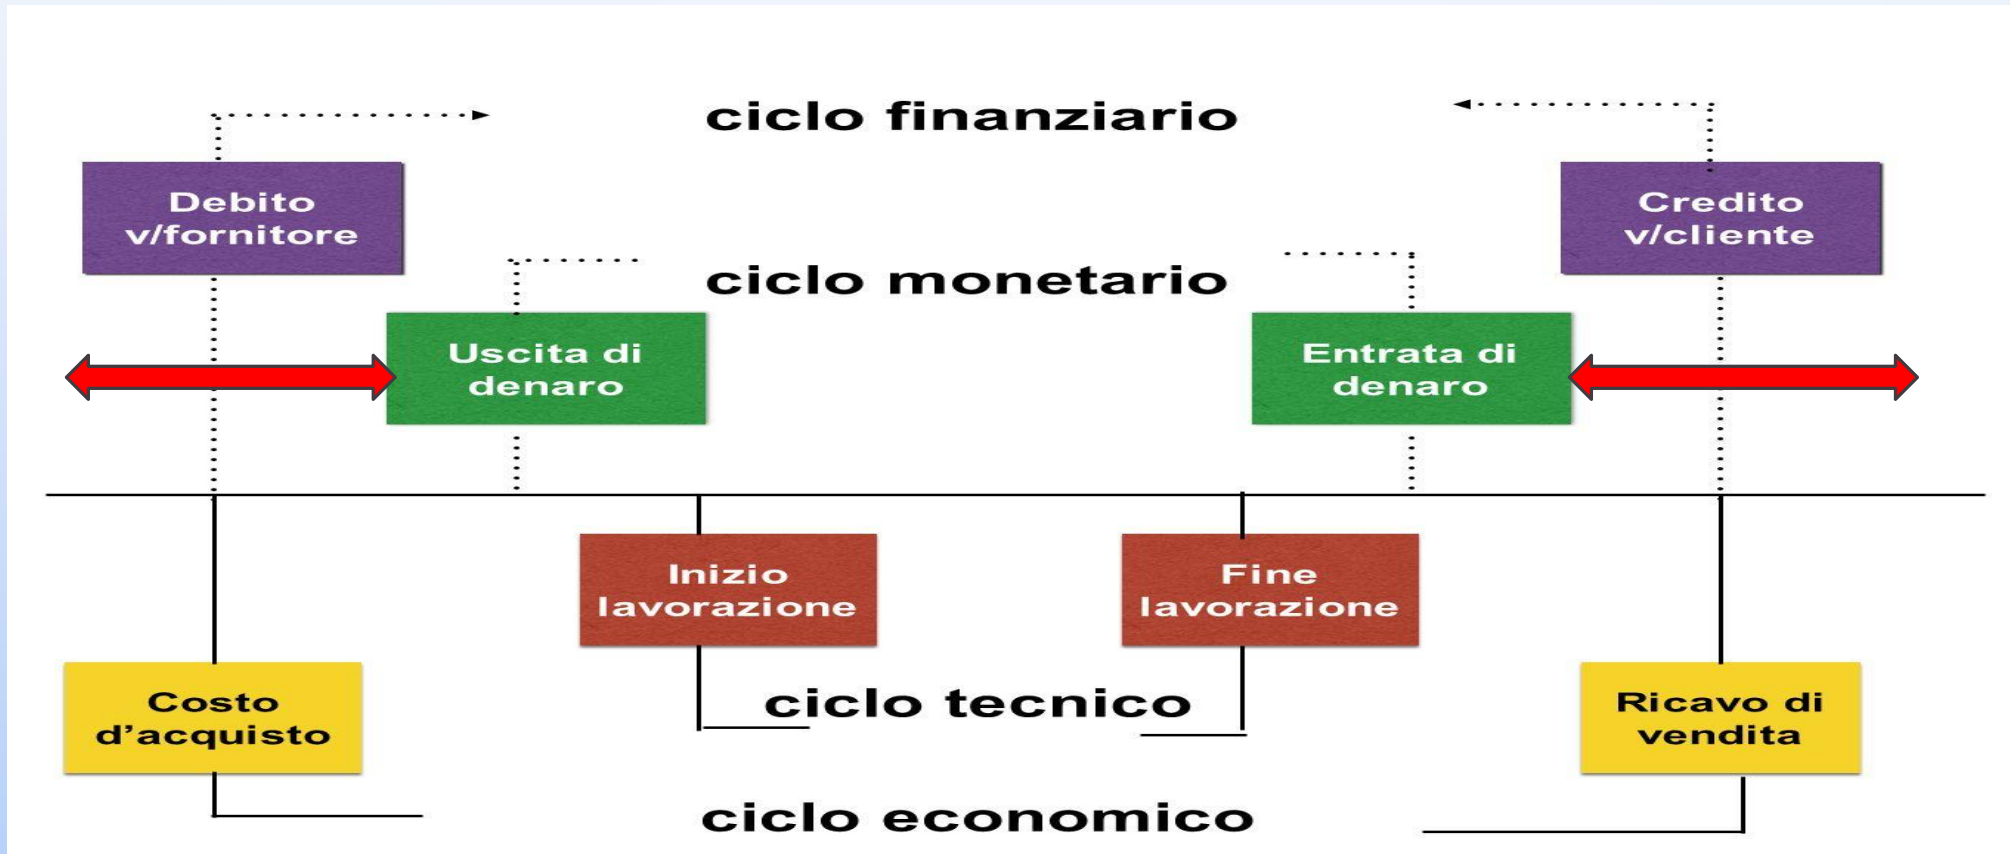 ciclo finanziario
Debito
v/fornitore
Credito
v/cliente
ciclo monetario
Uscita di
denaro
Entrata di
denaro
Inizio
lavorazione
Fine
lavorazione
Costo
d’acquisto
ciclo tecnico
Ricavo di
vendita
ciclo economico